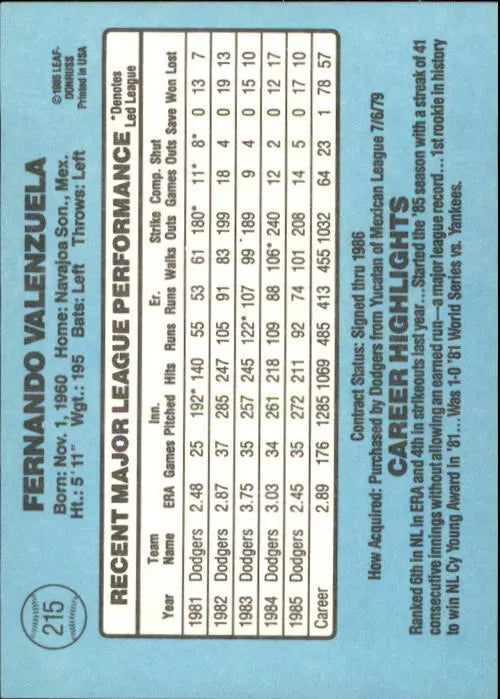 215
FERNANDO VALENZUELA
Born: Nov. 1, 1960 Home: Navajoa Son., Mex.
Ht.: 5' 11" Wgt.: 195 Bats: Left Throws: Left
©1985 LEAF-
DONRUSS
Printed in USA
RECENT MAJOR LEAGUE PERFORMANCE *Denotes Led League
Year Team Name ERA Games Inn. Pitched Hits Runs Er. Runs Walks Strike Outs Comp. Games Shut Outs Save Won Lost
1981 Dodgers 2.48 25 192* 140 55 53 61 180* 11* 8* 0 13 7
1982 Dodgers 2.87 37 285 247 105 91 83 199 18 4 0 19 13
1983 Dodgers 3.75 35 257 245 122* 107 99 189 9 4 0 15 10
1984 Dodgers 3.03 34 261 218 109 88 106* 240 12 2 0 12 17
1985 Dodgers 2.45 35 272 211 92 74 101 208 14 5 0 17 10
Career 2.89 176 1285 1069 485 413 455 1032 64 23 1 78 57
Contract Status: Signed thru 1986
How Acquired: Purchased by Dodgers from Yucatan of Mexican League 7/6/79
CAREER HIGHLIGHTS
Ranked 6th in NL in ERA and 4th in strikeouts last year...Started the '85 season with a streak of 41
consecutive innings without allowing an earned run—a major league record...1st rookie in history
to win NL Cy Young Award in '81...Was 1-0 '81 World Series vs. Yankees.